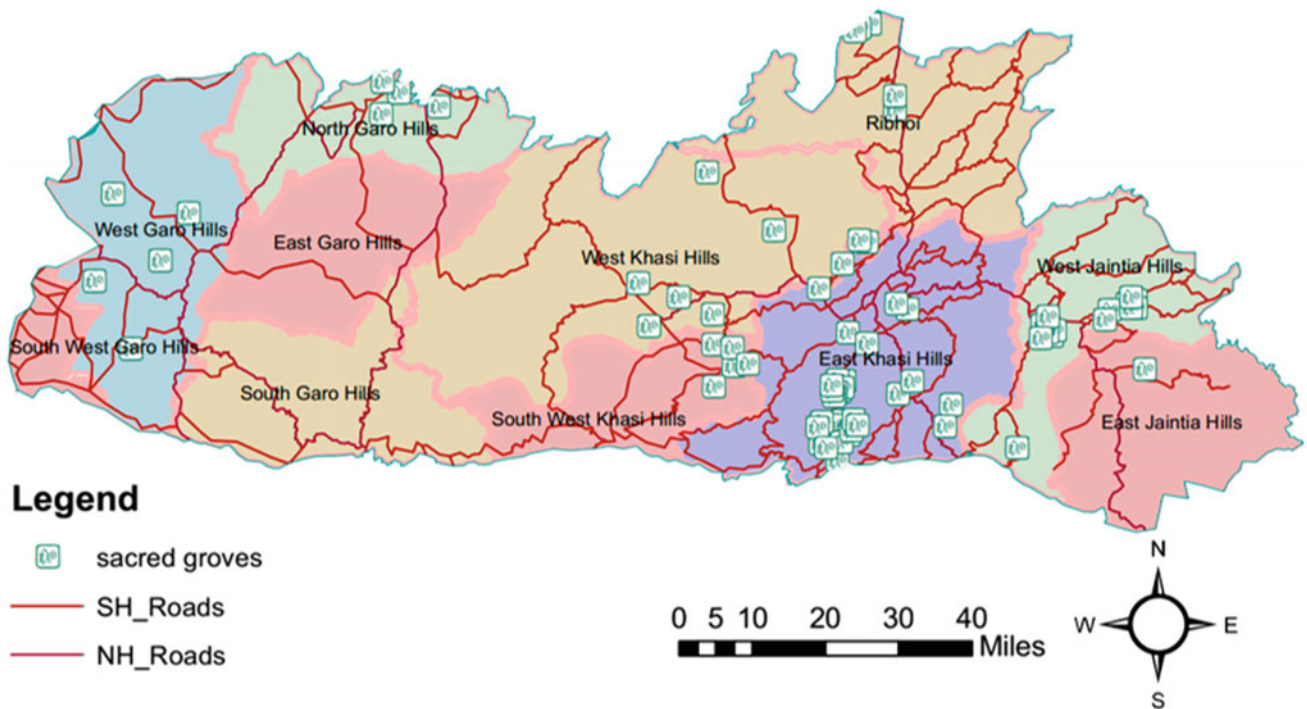 North Garo Hills
Ribhoi
West Garo Hills
East Garo Hills
West Khasi Hills
West Jaintia Hills
South West Garo Hills
East Khasi Hills
South Garo Hills
South West Khasi Hills
East Jaintia Hills
Legend
sacred groves
SH_Roads
NH_Roads
0 5 10 20 30 40
Miles
N
W E
S